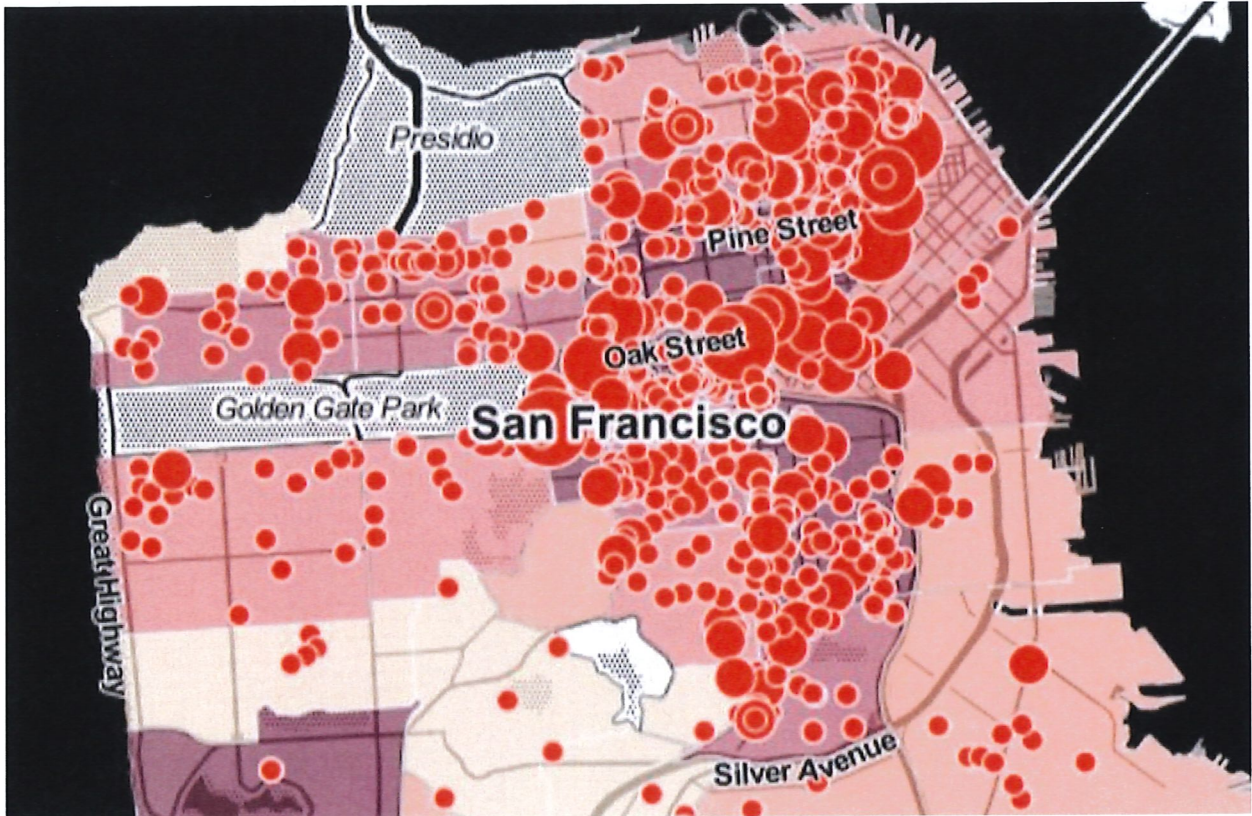 Presidio
Pine Street
Oak Street
Golden Gate Park
San Francisco
Great Highway
Silver Avenue